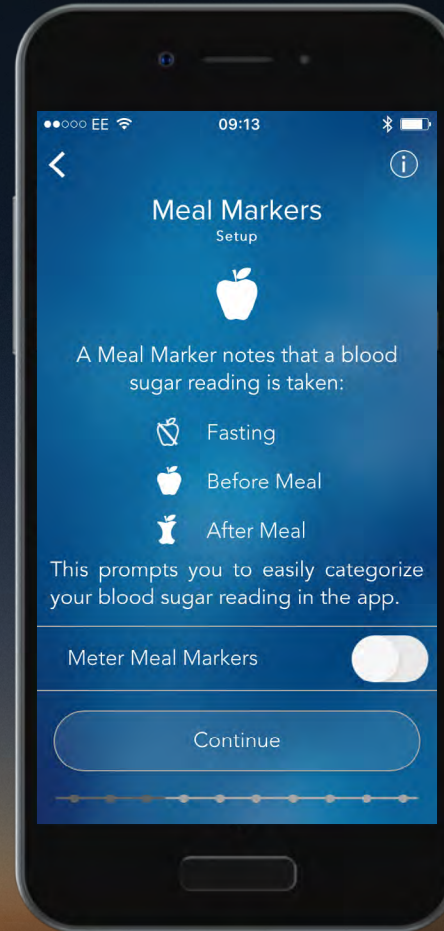 EE 09:13
Meal Markers
Setup
A Meal Marker notes that a blood
sugar reading is taken:
Fasting
Before Meal
After Meal
This prompts you to easily categorize
your blood sugar reading in the app.
Meter Meal Markers
Continue